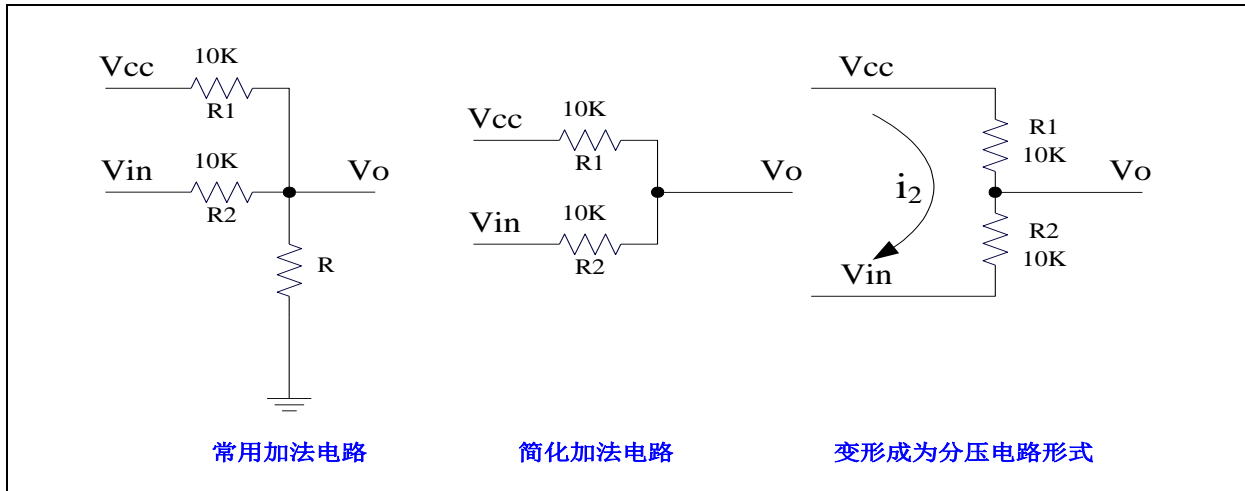 10K
Vcc
R1
10K
Vin
Vo
R2
R
常用加法电路
10K
Vcc
R1
Vo
10K
Vin
R2
简化加法电路
Vcc
R1
10K
Vo
i₂
R2
10K
Vin
变形成为分压电路形式